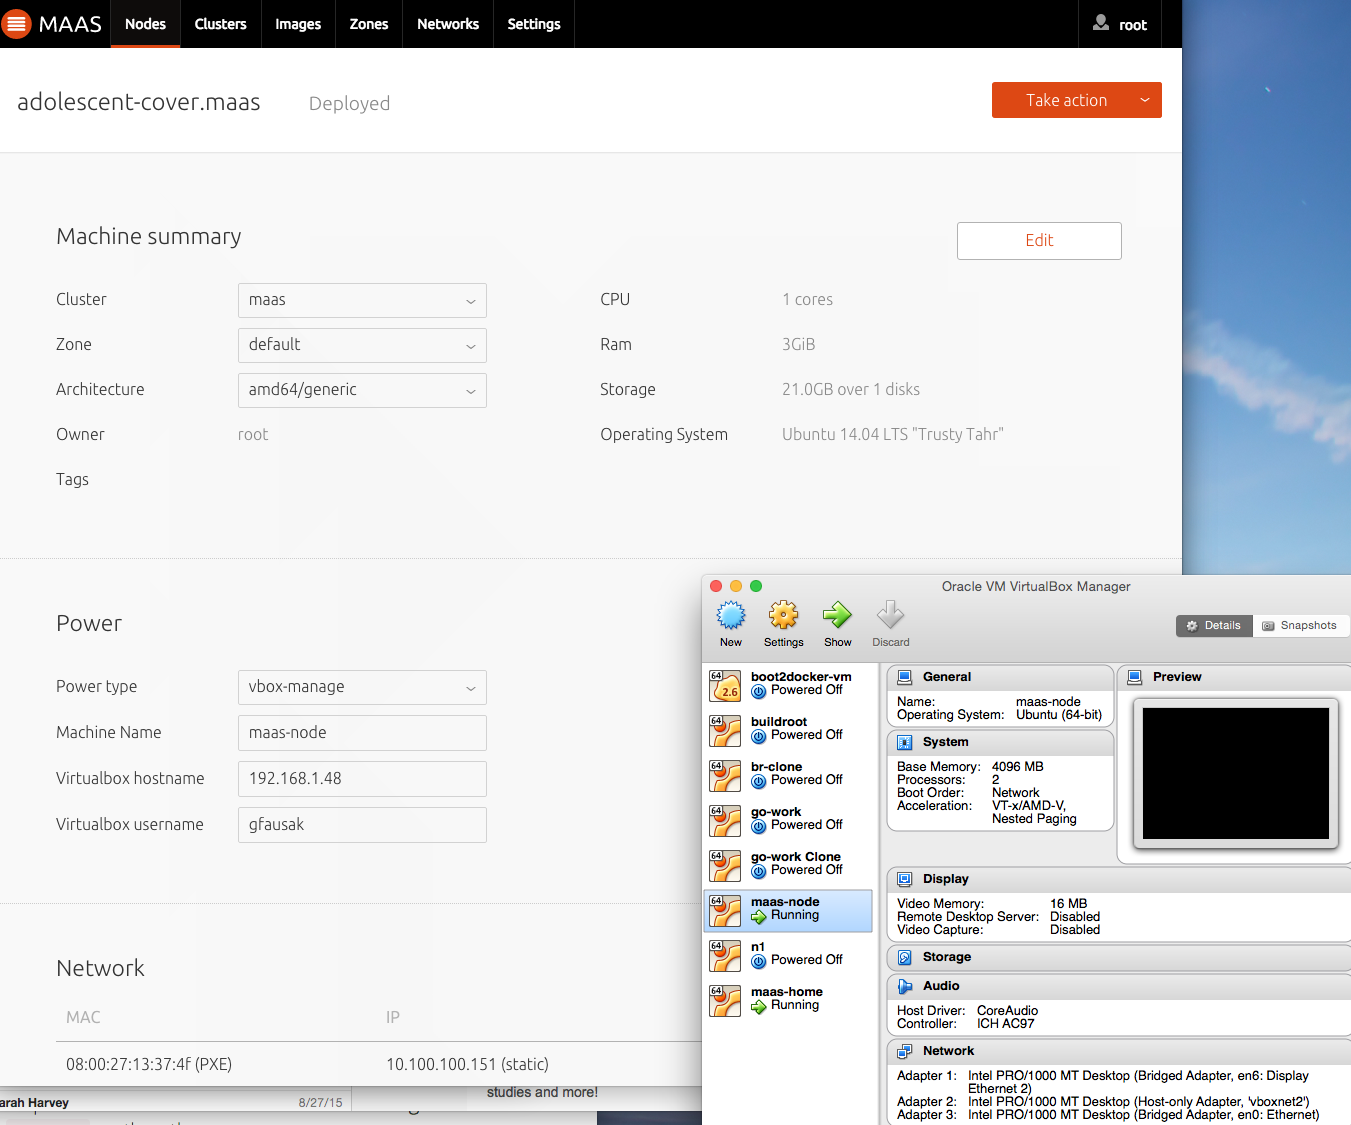 MAAS Nodes Clusters Images Zones Networks Settings root
adolescent-cover.maas Deployed Take action
Machine summary Edit
Cluster maas CPU 1 cores
Zone default Ram 3GiB
Architecture amd64/generic Storage 21.0GB over 1 disks
Owner root Operating System Ubuntu 14.04 LTS "Trusty Tahr"
Tags
Power
Power type vbox-manage
Machine Name maas-node
Virtualbox hostname 192.168.1.48
Virtualbox username gfausak
Network
MAC IP
08:00:27:13:37:4f (PXE) 10.100.100.151 (static)
arah Harvey 8/27/15 studies and more!
Oracle VM VirtualBox Manager
New Settings Show Discard Details Snapshots
64 2.6 boot2docker-vm
Powered Off
64 buildroot
Powered Off
64 br-clone
Powered Off
64 go-work
Powered Off
64 go-work Clone
Powered Off
64 maas-node
Running
64 n1
Powered Off
64 maas-home
Running
General
Name: maas-node
Operating System: Ubuntu (64-bit)
System
Base Memory: 4096 MB
Processors: 2
Boot Order: Network
Acceleration: VT-x/AMD-V,
Nested Paging
Preview
Display
Video Memory: 16 MB
Remote Desktop Server: Disabled
Video Capture: Disabled
Storage
Audio
Host Driver: CoreAudio
Controller: ICH AC97
Network
Adapter 1: Intel PRO/1000 MT Desktop (Bridged Adapter, en6: Display
Ethernet 2)
Adapter 2: Intel PRO/1000 MT Desktop (Host-only Adapter, 'vboxnet2')
Adapter 3: Intel PRO/1000 MT Desktop (Bridged Adapter, en0: Ethernet)